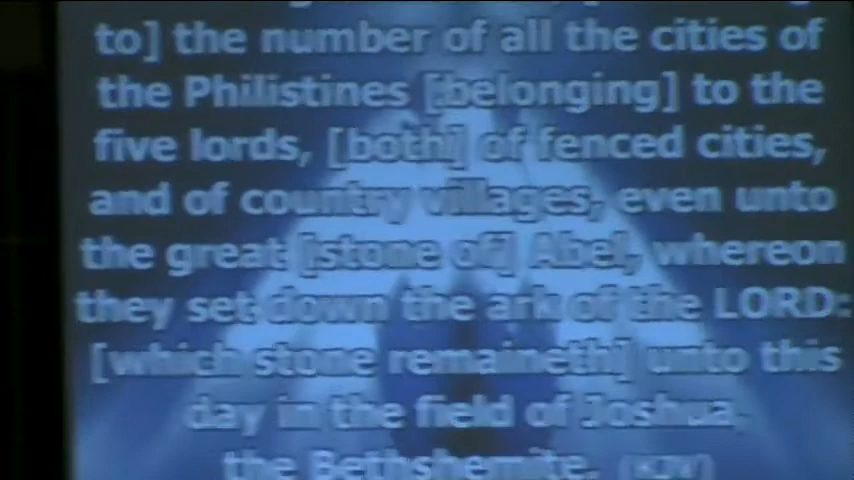 to] the number of all the cities of
the Philistines [belonging] to the
five lords, [both] of fenced cities,
and of country villages, even unto
the great [stone of] Abel, whereon
they set down the ark of the LORD:
[which stone remaineth] unto this
day in the field of Joshua,
the Bethshemite. (KJV)